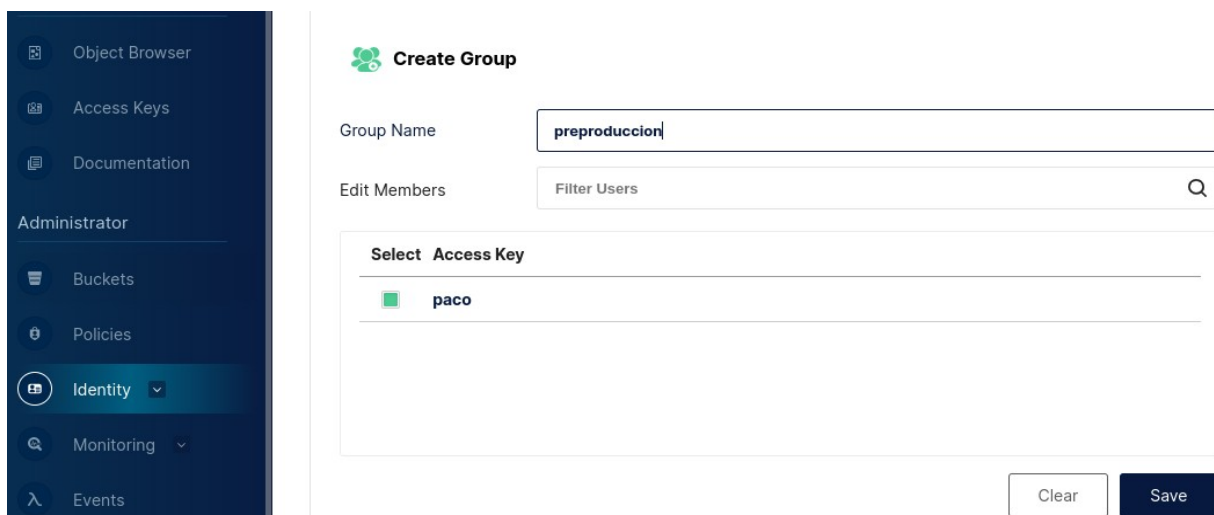 Object Browser
Access Keys
Documentation
Administrator
Buckets
Policies
Identity
Monitoring
Events
Create Group
Group Name
preproduccion
Edit Members
Filter Users
Select Access Key
paco
Clear
Save